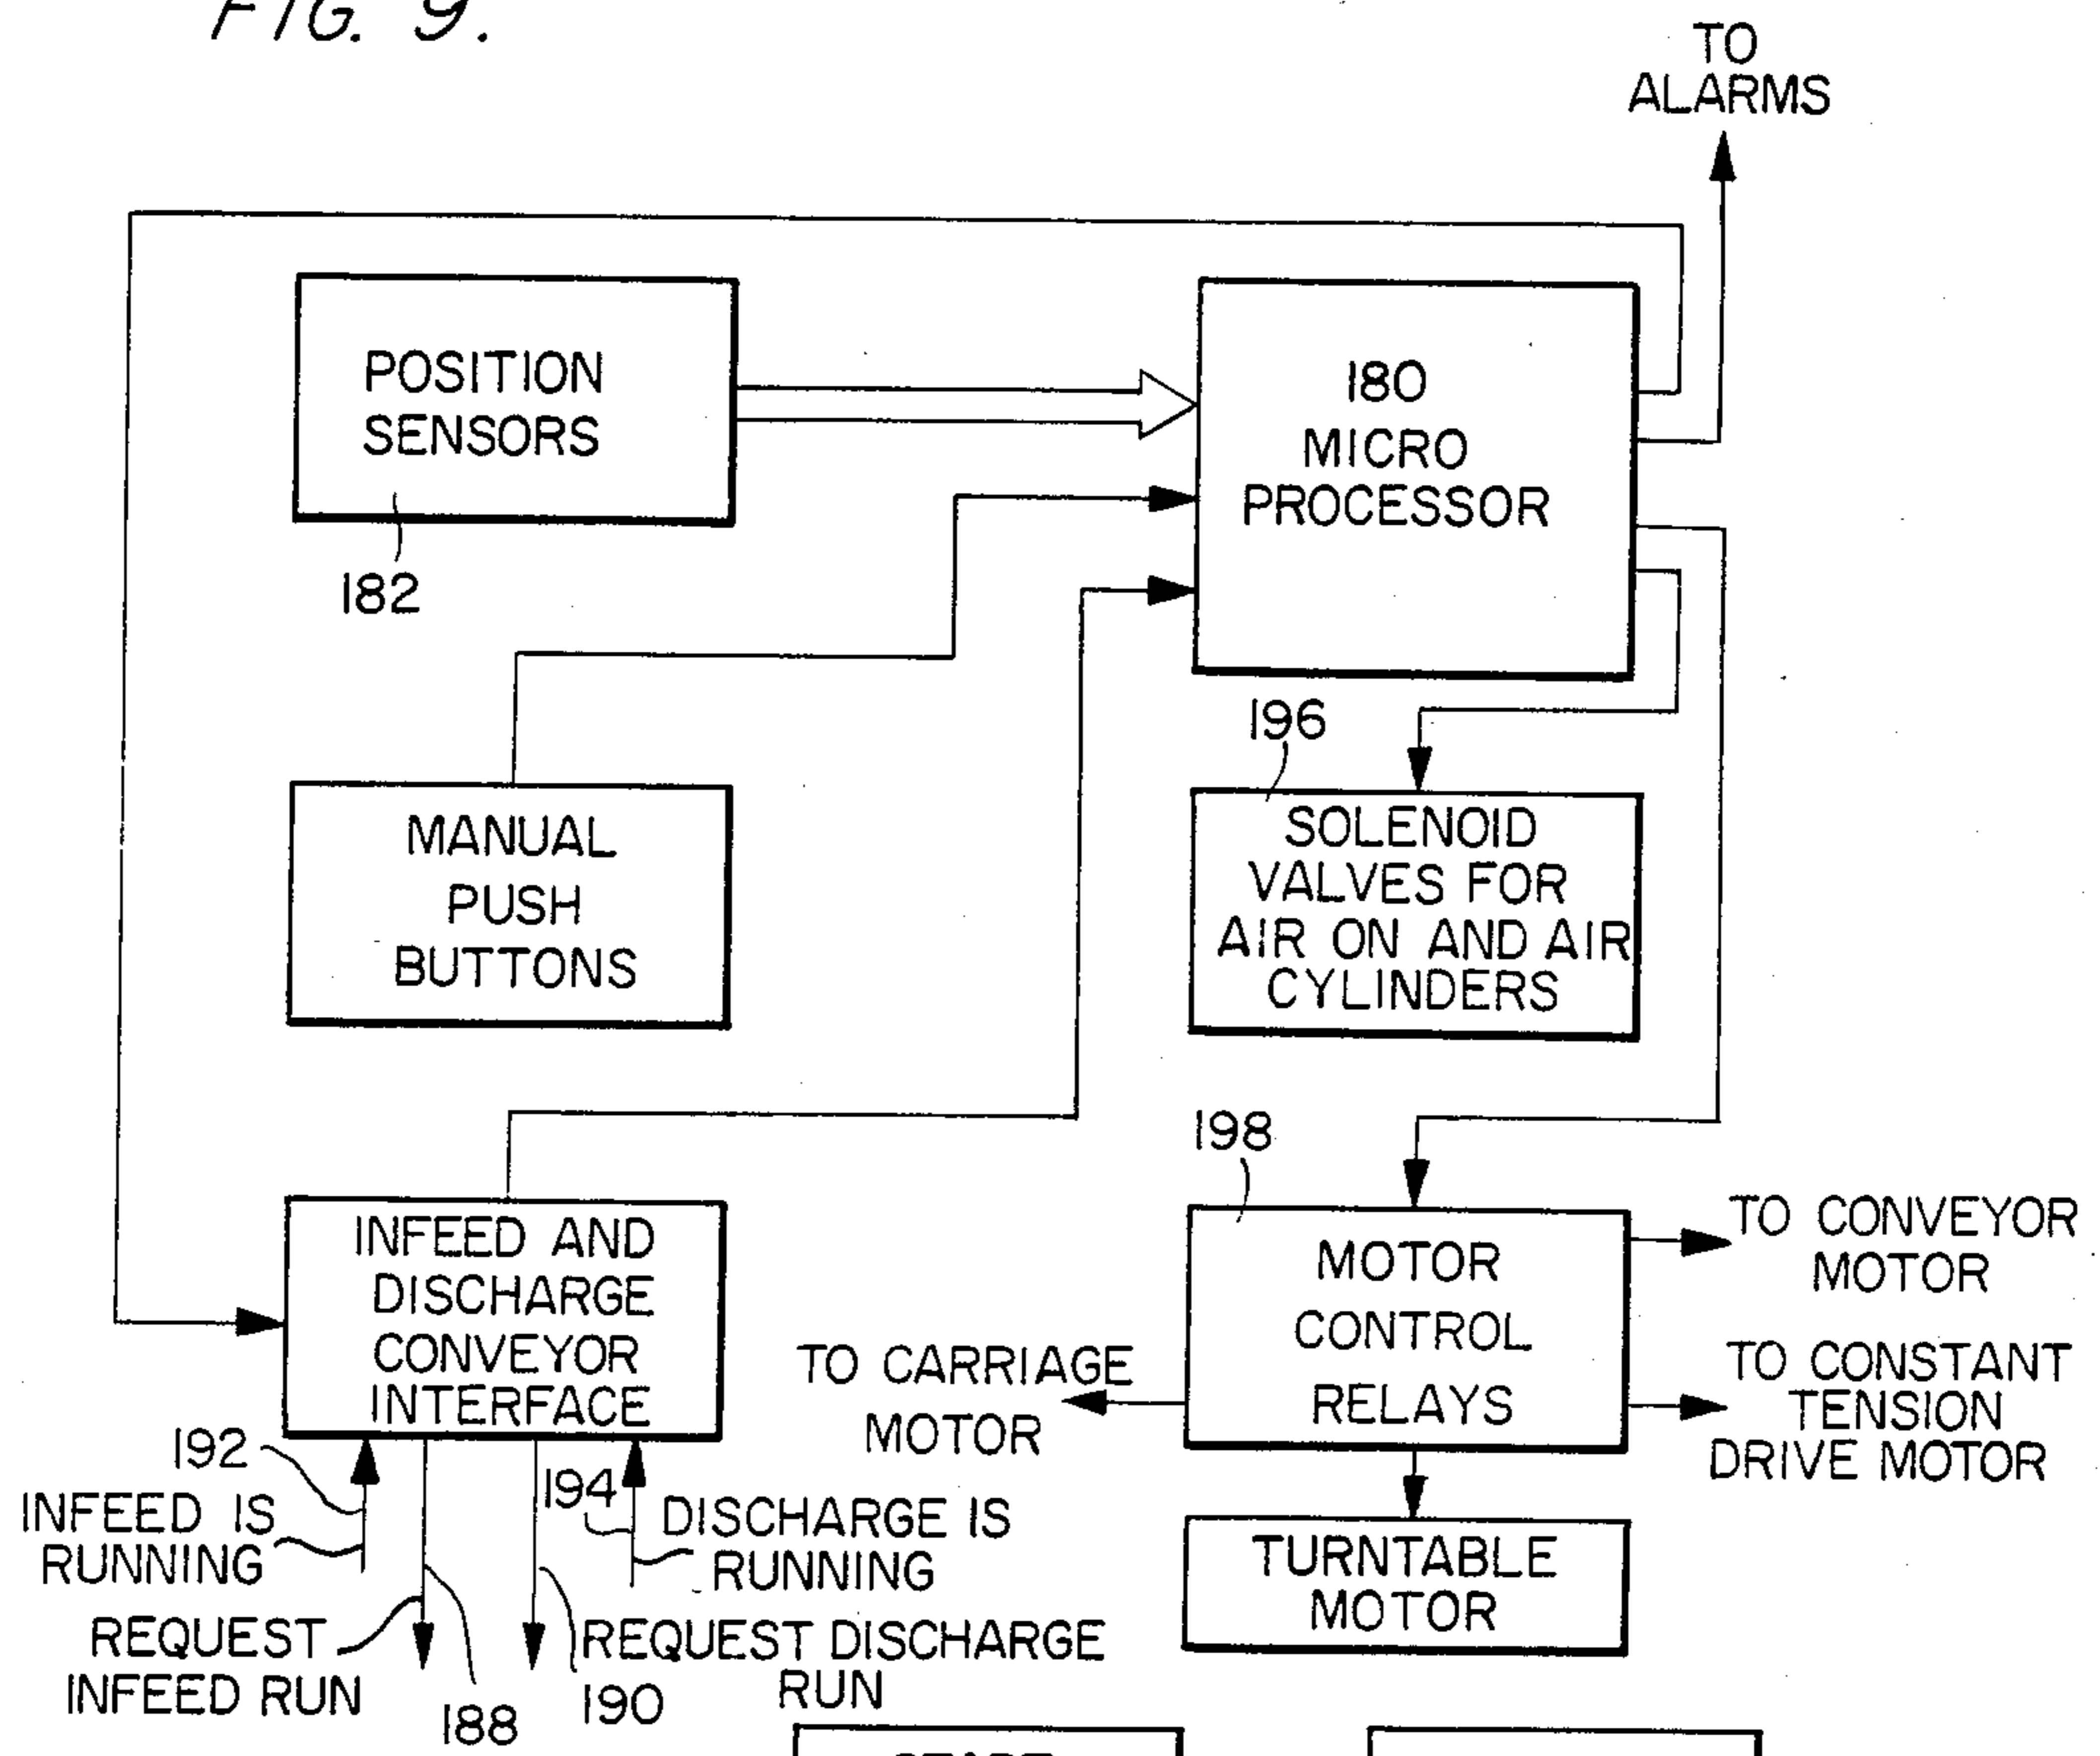 FIG. 9.
TO
ALARMS
POSITION
SENSORS
182
180
MICRO
PROCESSOR
196
MANUAL
PUSH
BUTTONS
SOLENOID
VALVES FOR
AIR ON AND AIR
CYLINDERS
198
INFEED AND
DISCHARGE
CONVEYOR
INTERFACE
MOTOR
CONTROL
RELAYS
TO CONVEYOR
MOTOR
TO CARRIAGE
MOTOR
TO CONSTANT
TENSION
DRIVE MOTOR
192
INFEED IS
RUNNING
194
DISCHARGE IS
RUNNING
TURNTABLE
MOTOR
REQUEST
INFEED RUN
188
REQUEST DISCHARGE
RUN
190